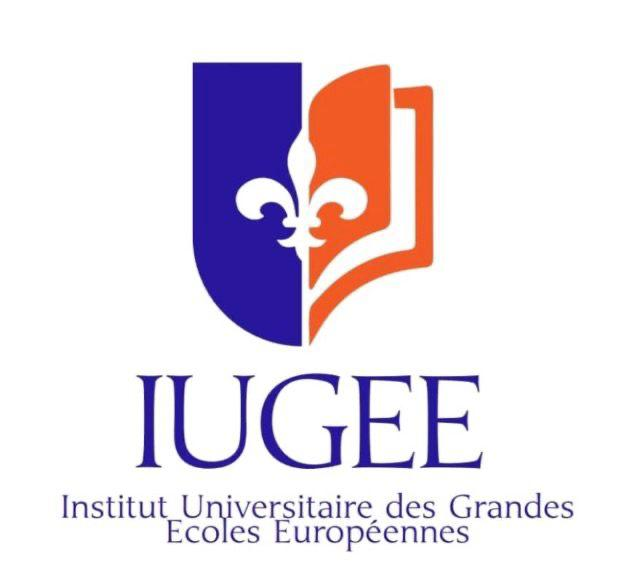 IUGEE
Institut Universitaire des Grandes
Ecoles Européennes